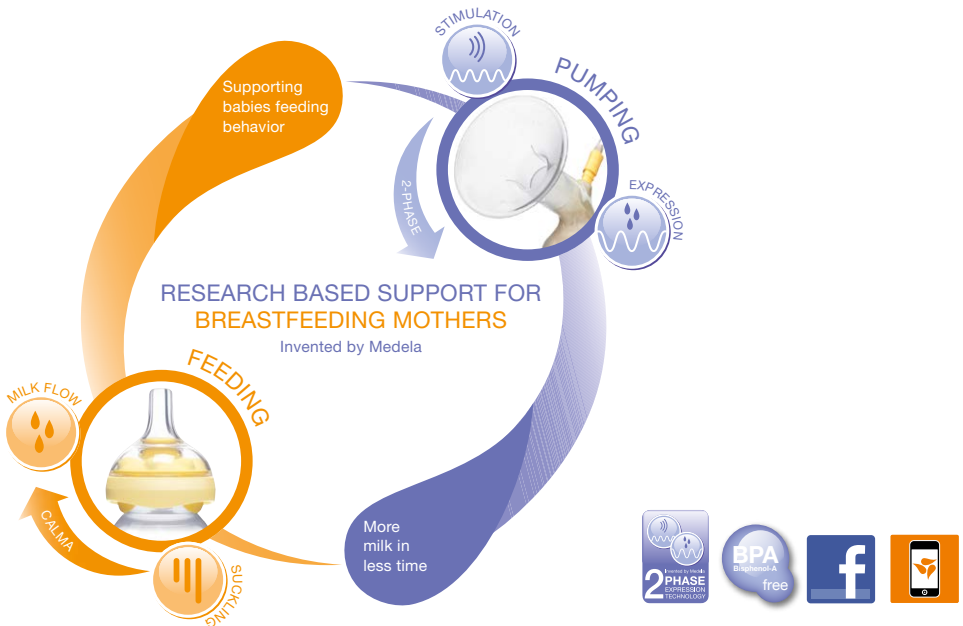 STIMULATION
PUMPING
Supporting
babies feeding
behavior
2-PHASE
EXPRESSION
RESEARCH BASED SUPPORT FOR
BREASTFEEDING MOTHERS
Invented by Medela
FEEDING
MILK FLOW
CALMA
SUCKLING
More
milk in
less time
Invented by Medela
2 PHASE
EXPRESSION
TECHNOLOGY
BPA
Bisphenol-A
free
f